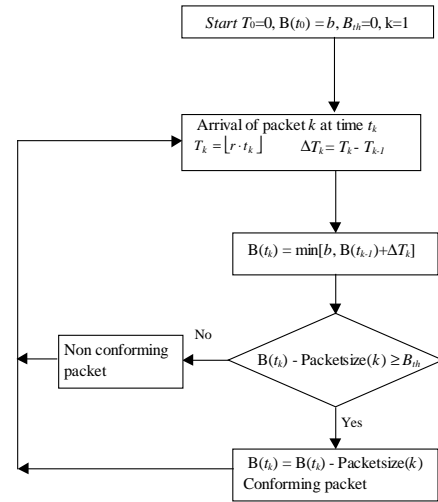 Start T0=0, B(t0) = b, Bth=0, k=1
Arrival of packet k at time tk
Tk = ⌊r · tk⌋ ΔTk = Tk - Tk-1
B(tk) = min[b, B(tk-1)+ΔTk]
B(tk) - Packetsize(k) ≥ Bth
No
Non conforming
packet
Yes
B(tk) = B(tk) - Packetsize(k)
Conforming packet